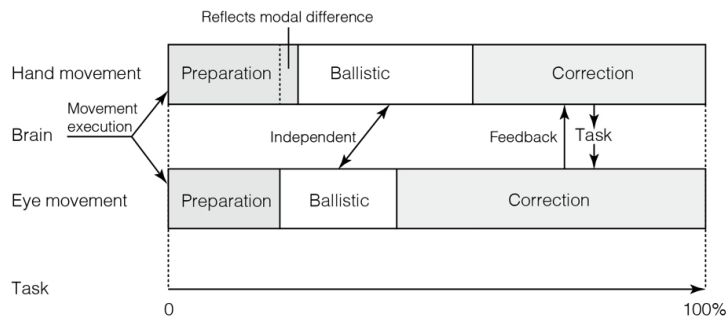 Reflects modal difference
Hand movement
Preparation
Ballistic
Correction
Movement
execution
Brain
Independent
Feedback
Task
Eye movement
Preparation
Ballistic
Correction
Task
0
100%